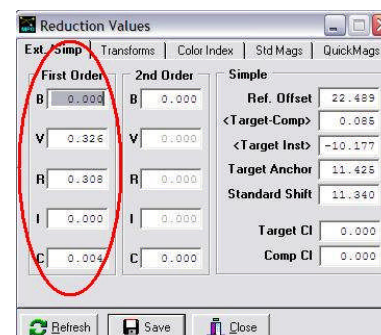 Reduction Values
Ext./Simp Transforms Color Index Std Mags QuickMags
First Order 2nd Order Simple
B 0.000 B 0.000 Ref. Offset 22.489
<Target-Comp> 0.085
V 0.326 V 0.000 <Target Inst> -10.177
R 0.308 R 0.000 Target Anchor 11.425
Standard Shift 11.340
I 0.000 I 0.000 Target CI 0.000
C 0.004 C 0.000 Comp CI 0.000
Refresh Save Close